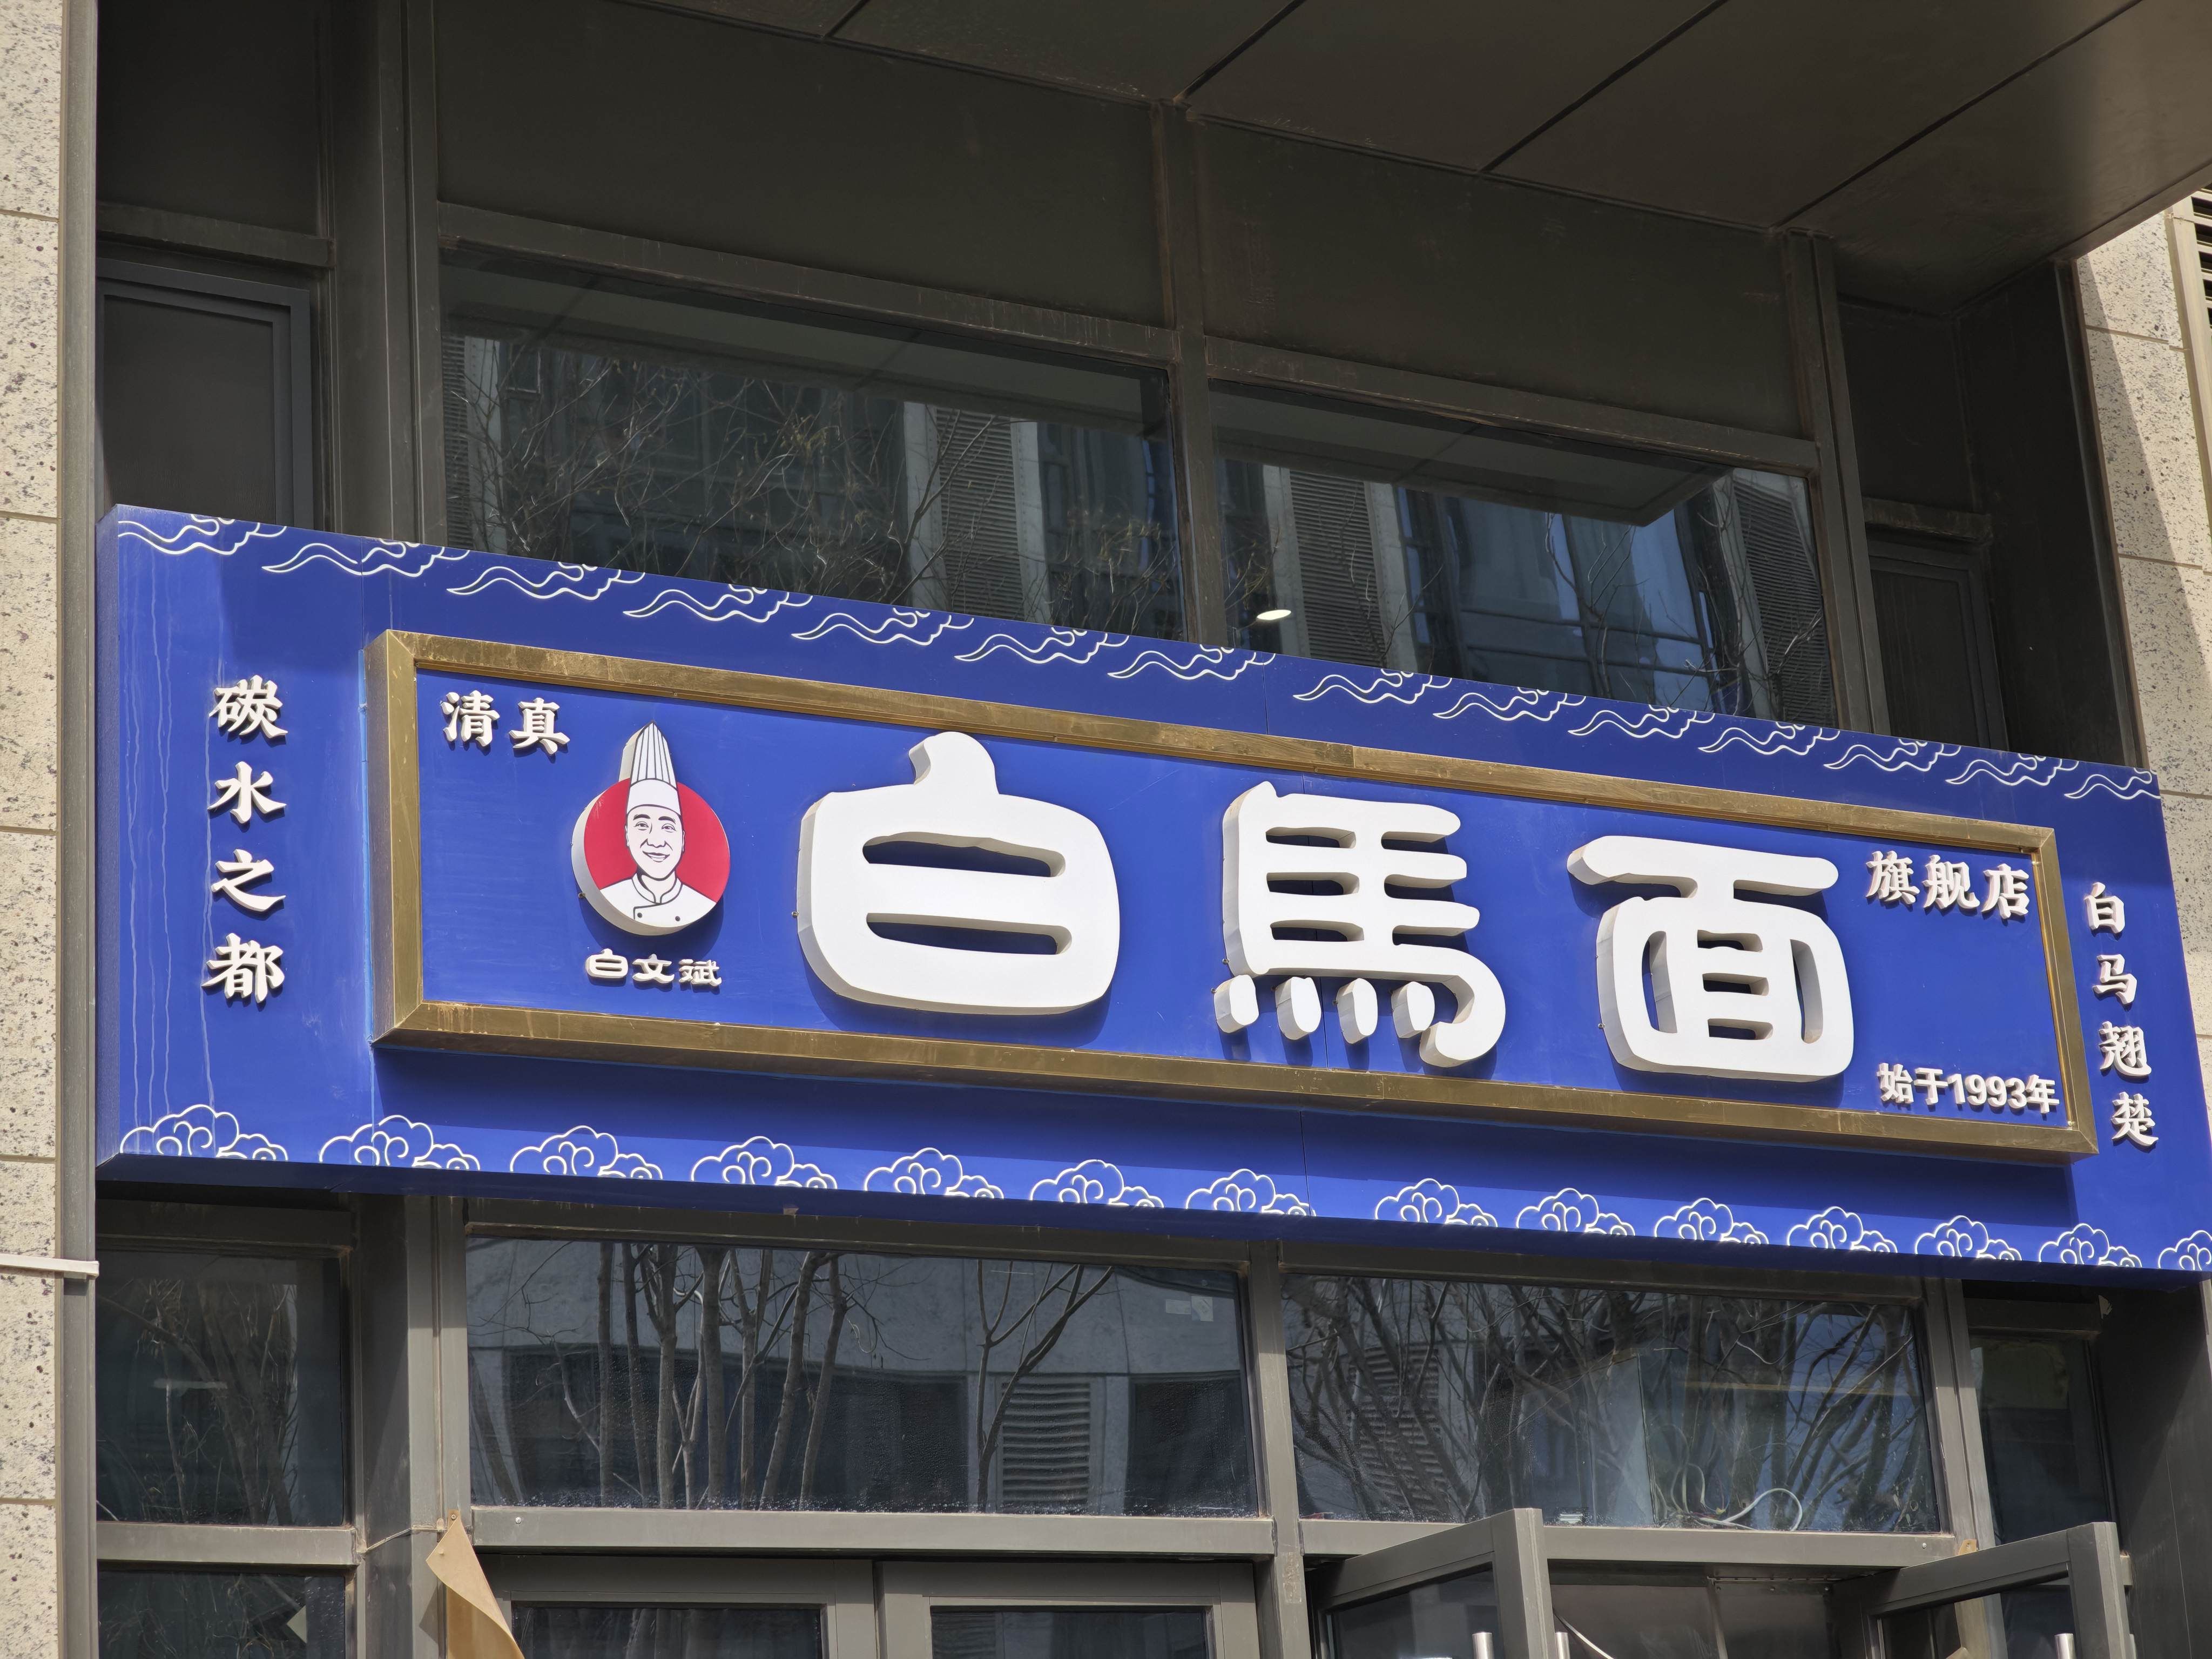 碳水之都
清真
白文斌
白馬面
旗舰店
始于1993年
白马翘楚